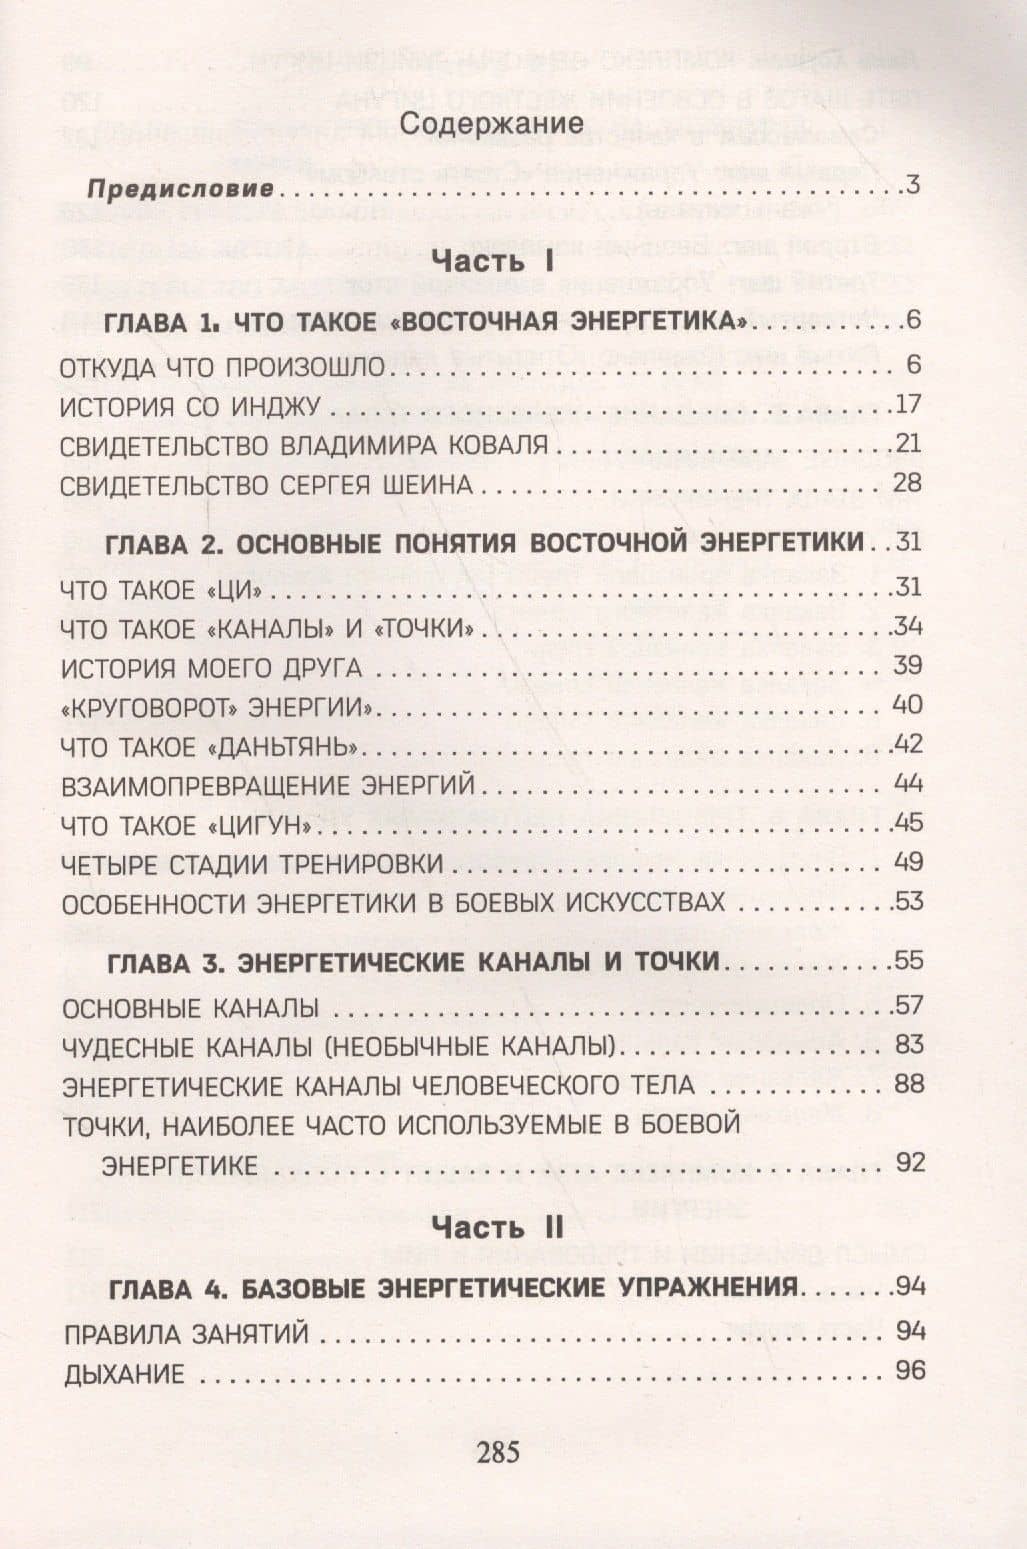 Содержание
Предисловие.......................................................3
Часть I
ГЛАВА 1. ЧТО ТАКОЕ «ВОСТОЧНАЯ ЭНЕРГЕТИКА»............6
ОТКУДА ЧТО ПРОИЗОШЛО...................................... 6
ИСТОРИЯ СО ИНДЖУ ..........................................17
СВИДЕТЕЛЬСТВО ВЛАДИМИРА КОВАЛЯ ..........................21
СВИДЕТЕЛЬСТВО СЕРГЕЯ ШЕИНА ............................... 28
ГЛАВА 2. ОСНОВНЫЕ ПОНЯТИЯ ВОСТОЧНОЙ ЭНЕРГЕТИКИ ..31
ЧТО ТАКОЕ «ЦИ» ...............................................31
ЧТО ТАКОЕ «КАНАЛЫ» И «ТОЧКИ» ...............................34
ИСТОРИЯ МОЕГО ДРУГА ....................................... 39
«КРУГОВОРОТ» ЭНЕРГИИ»...................................... 40
ЧТО ТАКОЕ «ДАНЬТЯНЬ».........................................42
ВЗАИМОПРЕВРАЩЕНИЕ ЭНЕРГИЙ ............................... 44
ЧТО ТАКОЕ «ЦИГУН»............................................45
ЧЕТЫРЕ СТАДИИ ТРЕНИРОВКИ ................................. 49
ОСОБЕННОСТИ ЭНЕРГЕТИКИ В БОЕВЫХ ИСКУССТВАХ ............53
ГЛАВА 3. ЭНЕРГЕТИЧЕСКИЕ КАНАЛЫ И ТОЧКИ.............55
ОСНОВНЫЕ КАНАЛЫ ...........................................57
ЧУДЕСНЫЕ КАНАЛЫ (НЕОБЫЧНЫЕ КАНАЛЫ).................... 83
ЭНЕРГЕТИЧЕСКИЕ КАНАЛЫ ЧЕЛОВЕЧЕСКОГО ТЕЛА ............. 88
ТОЧКИ, НАИБОЛЕЕ ЧАСТО ИСПОЛЬЗУЕМЫЕ В БОЕВОЙ
ЭНЕРГЕТИКЕ .............................................. 92
Часть II
ГЛАВА 4. БАЗОВЫЕ ЭНЕРГЕТИЧЕСКИЕ УПРАЖНЕНИЯ.......94
ПРАВИЛА ЗАНЯТИЙ ........................................... 94
ДЫХАНИЕ .................................................... 96
285